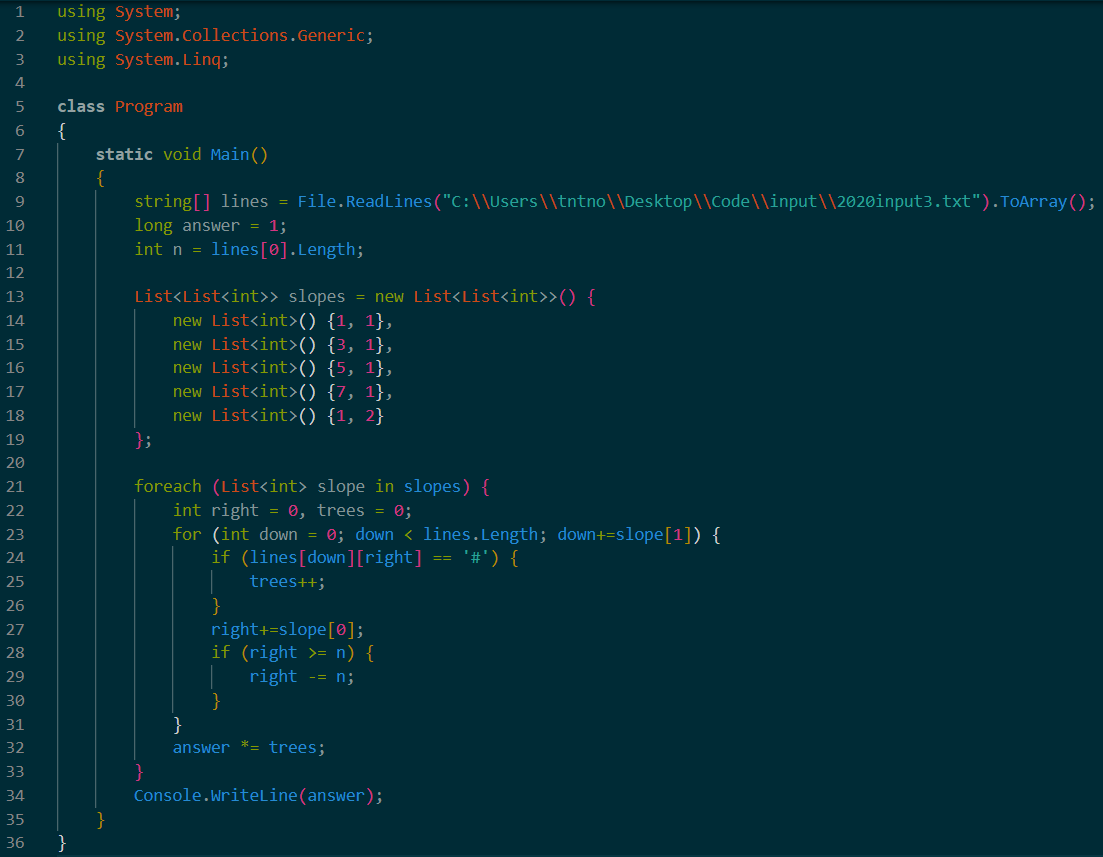 1 using System;
2 using System.Collections.Generic;
3 using System.Linq;
4
5 class Program
6 {
7     static void Main()
8     {
9         string[] lines = File.ReadLines("C:\\Users\\tntno\\Desktop\\Code\\input\\2020input3.txt").ToArray();
10         long answer = 1;
11         int n = lines[0].Length;
12
13         List<List<int>> slopes = new List<List<int>>() {
14             new List<int>() {1, 1},
15             new List<int>() {3, 1},
16             new List<int>() {5, 1},
17             new List<int>() {7, 1},
18             new List<int>() {1, 2}
19         };
20
21         foreach (List<int> slope in slopes) {
22             int right = 0, trees = 0;
23             for (int down = 0; down < lines.Length; down+=slope[1]) {
24                 if (lines[down][right] == '#') {
25                     trees++;
26                 }
27                 right+=slope[0];
28                 if (right >= n) {
29                     right -= n;
30                 }
31             }
32             answer *= trees;
33         }
34         Console.WriteLine(answer);
35     }
36 }